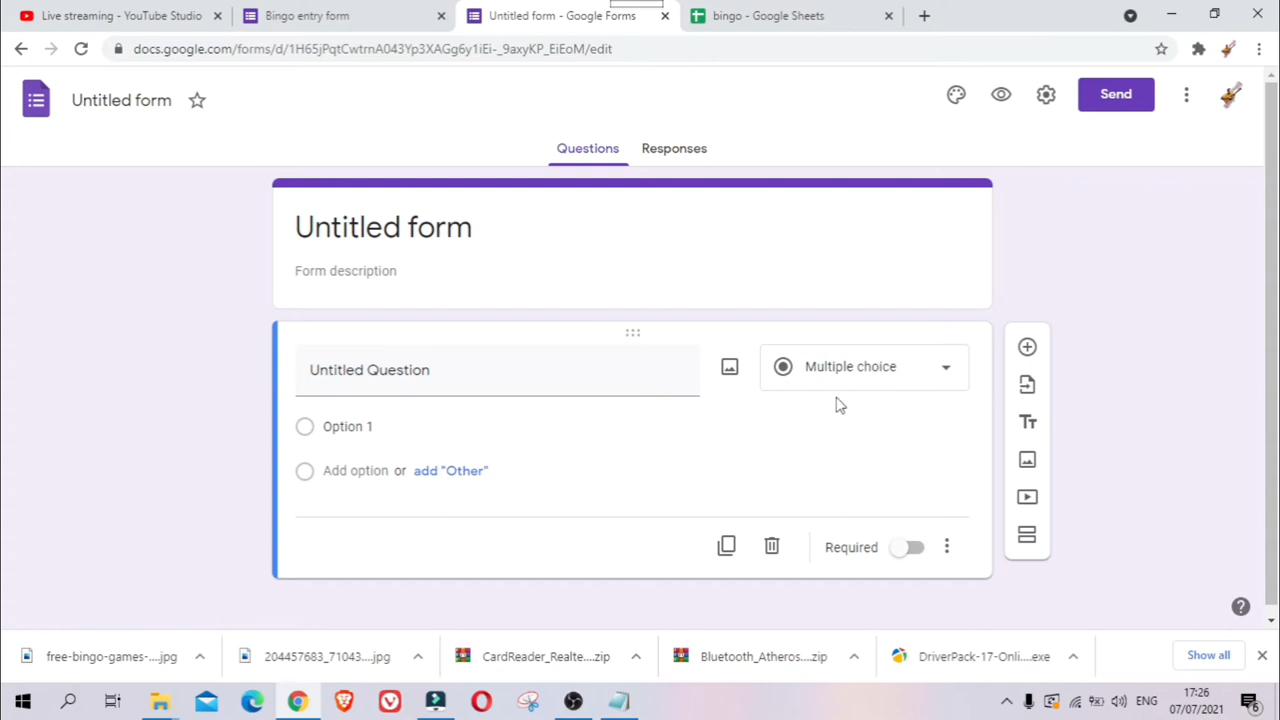 Live streaming - YouTube Studio
Bingo entry form
Untitled form - Google Forms
bingo - Google Sheets
docs.google.com/forms/d/1H65jPqtCwtrnA043Yp3XAGg6y1iEi-_9axyKP_EiEoM/edit
Untitled form
Send
Questions
Responses
Untitled form
Form description
Untitled Question
Multiple choice
Option 1
Add option or add "Other"
Required
free-bingo-games-....jpg
204457683_71043....jpg
CardReader_Realte....zip
Bluetooth_Atheros....zip
DriverPack-17-Onli....exe
Show all
ENG
17:26
07/07/2021
6